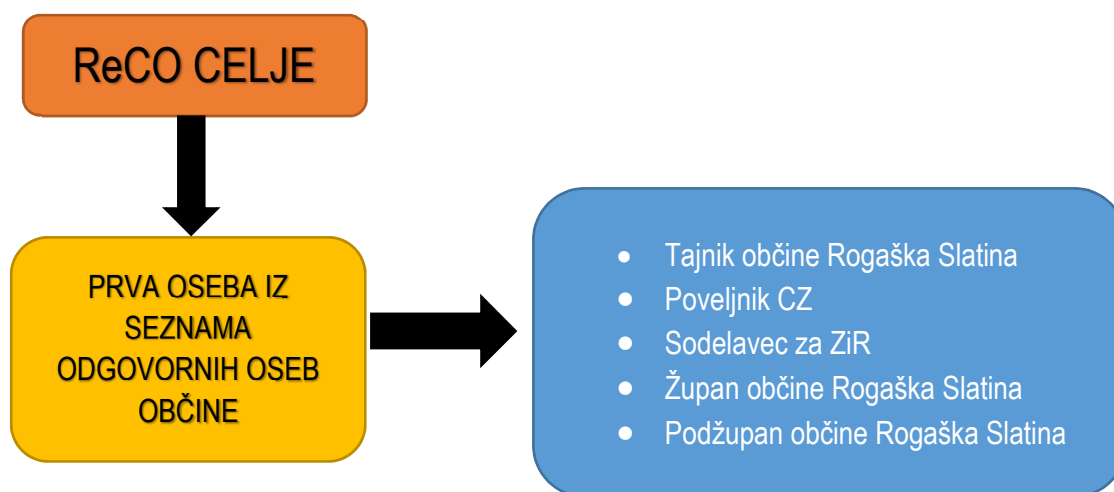 ReCO CELJE
PRVA OSEBA IZ
SEZNAMA
ODGOVORNIH OSEB
OBČINE
• Tajnik občine Rogaška Slatina
• Poveljnik CZ
• Sodelavec za ZiR
• Župan občine Rogaška Slatina
• Podžupan občine Rogaška Slatina